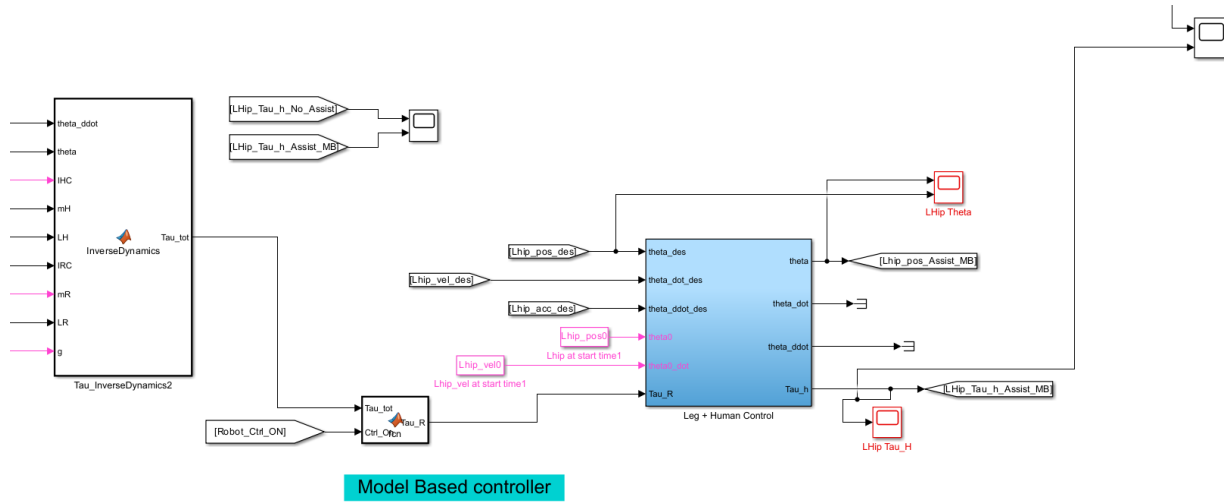 [LHip_Tau_h_No_Assist]
[LHip_Tau_h_Assist_MB]
theta_ddot
theta
IHC
mH
LH
IRC
mR
LR
g
InverseDynamics
Tau_tot
Tau_InverseDynamics2
LHip Theta
[Lhip_pos_des]
[Lhip_vel_des]
[Lhip_acc_des]
Lhip_pos0
Lhip at start time1
Lhip_vel0
Lhip_vel at start time1
theta_des
theta_dot_des
theta_ddot_des
theta0
theta0_dot
Tau_R
theta
theta_dot
theta_ddot
Tau_h
Leg + Human Control
[Lhip_pos_Assist_MB]
[LHip_Tau_h_Assist_MB]
LHip Tau_H
[Robot_Ctrl_ON]
Tau_tot
Ctrl_On
fcn
Tau_R
Model Based controller